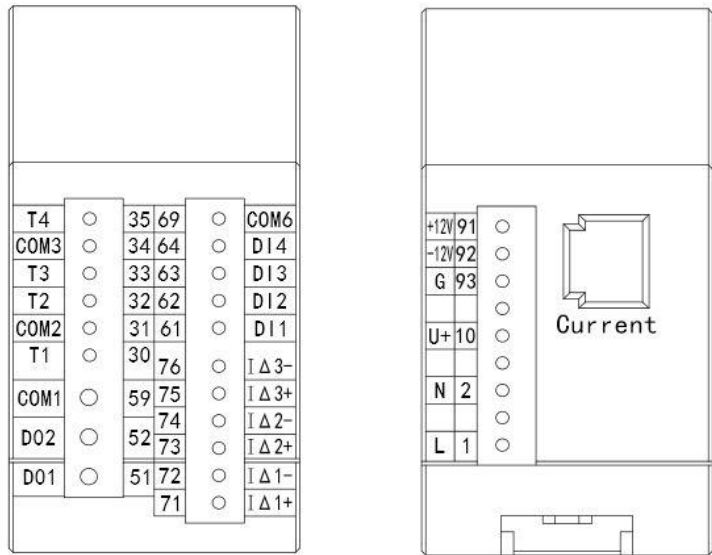 T4 35 69 COM6
COM3 34 64 DI4
T3 33 63 DI3
T2 32 62 DI2
COM2 31 61 DI1
T1 30 76 IΔ3-
COM1 59 75 IΔ3+
74 IΔ2-
DO2 52 73 IΔ2+
DO1 51 72 IΔ1-
71 IΔ1+
+12V 91
-12V 92
G 93
U+ 10
N 2
L 1
Current